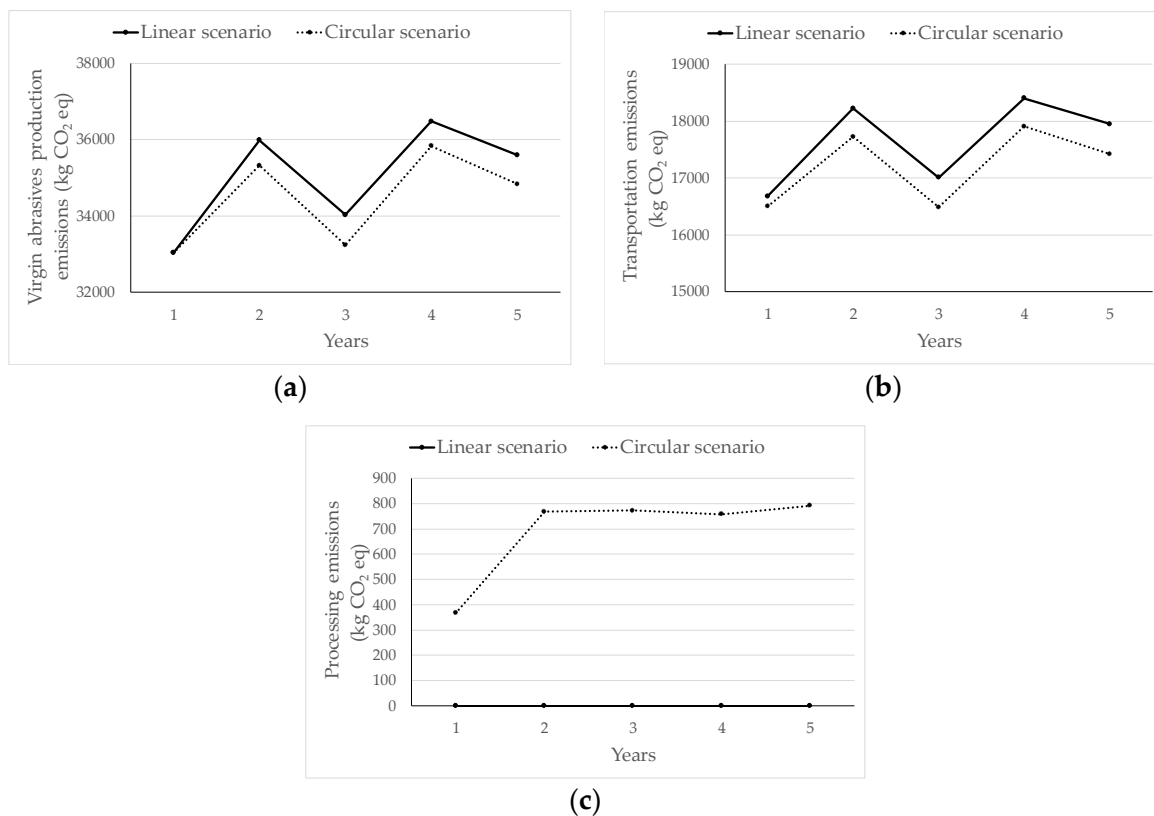 Linear scenario Circular scenario
Virgin abrasives production
emissions (kg CO₂ eq)
38000
36000
34000
32000
1 2 3 4 5
Years
(a)
Linear scenario Circular scenario
Transportation emissions
(kg CO₂ eq)
19000
18000
17000
16000
15000
1 2 3 4 5
Years
(b)
Linear scenario Circular scenario
Processing emissions
(kg CO₂ eq)
900
800
700
600
500
400
300
200
100
0
1 2 3 4 5
Years
(c)